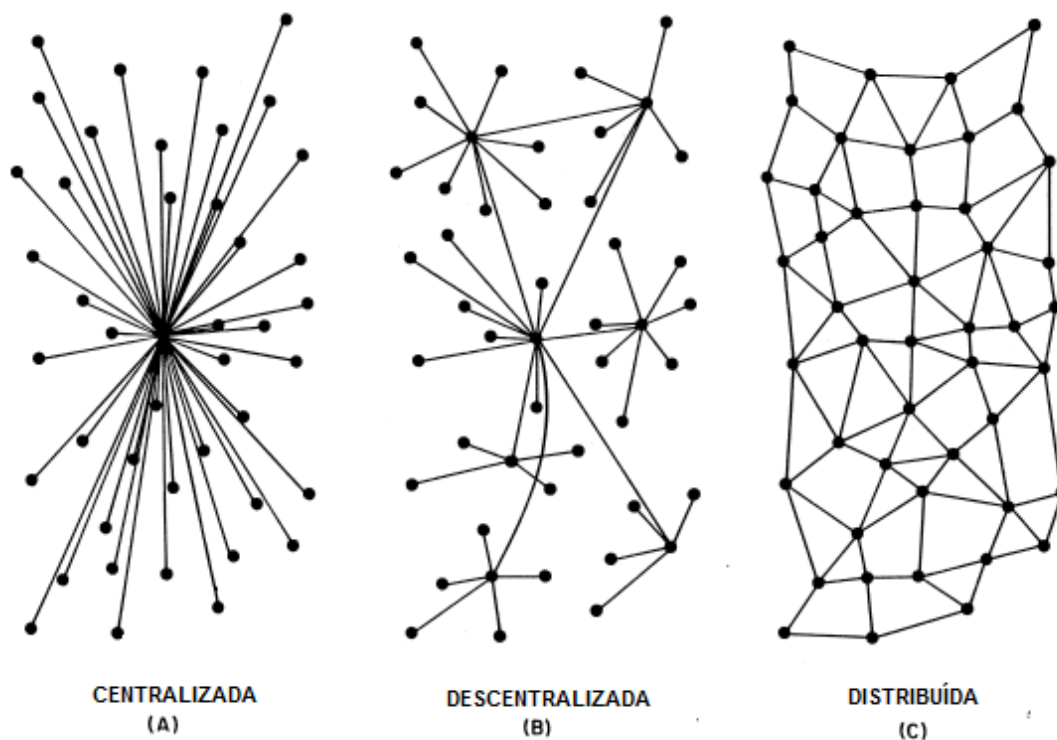 CENTRALIZADA
(A)
DESCENTRALIZADA
(B)
DISTRIBUÍDA
(C)